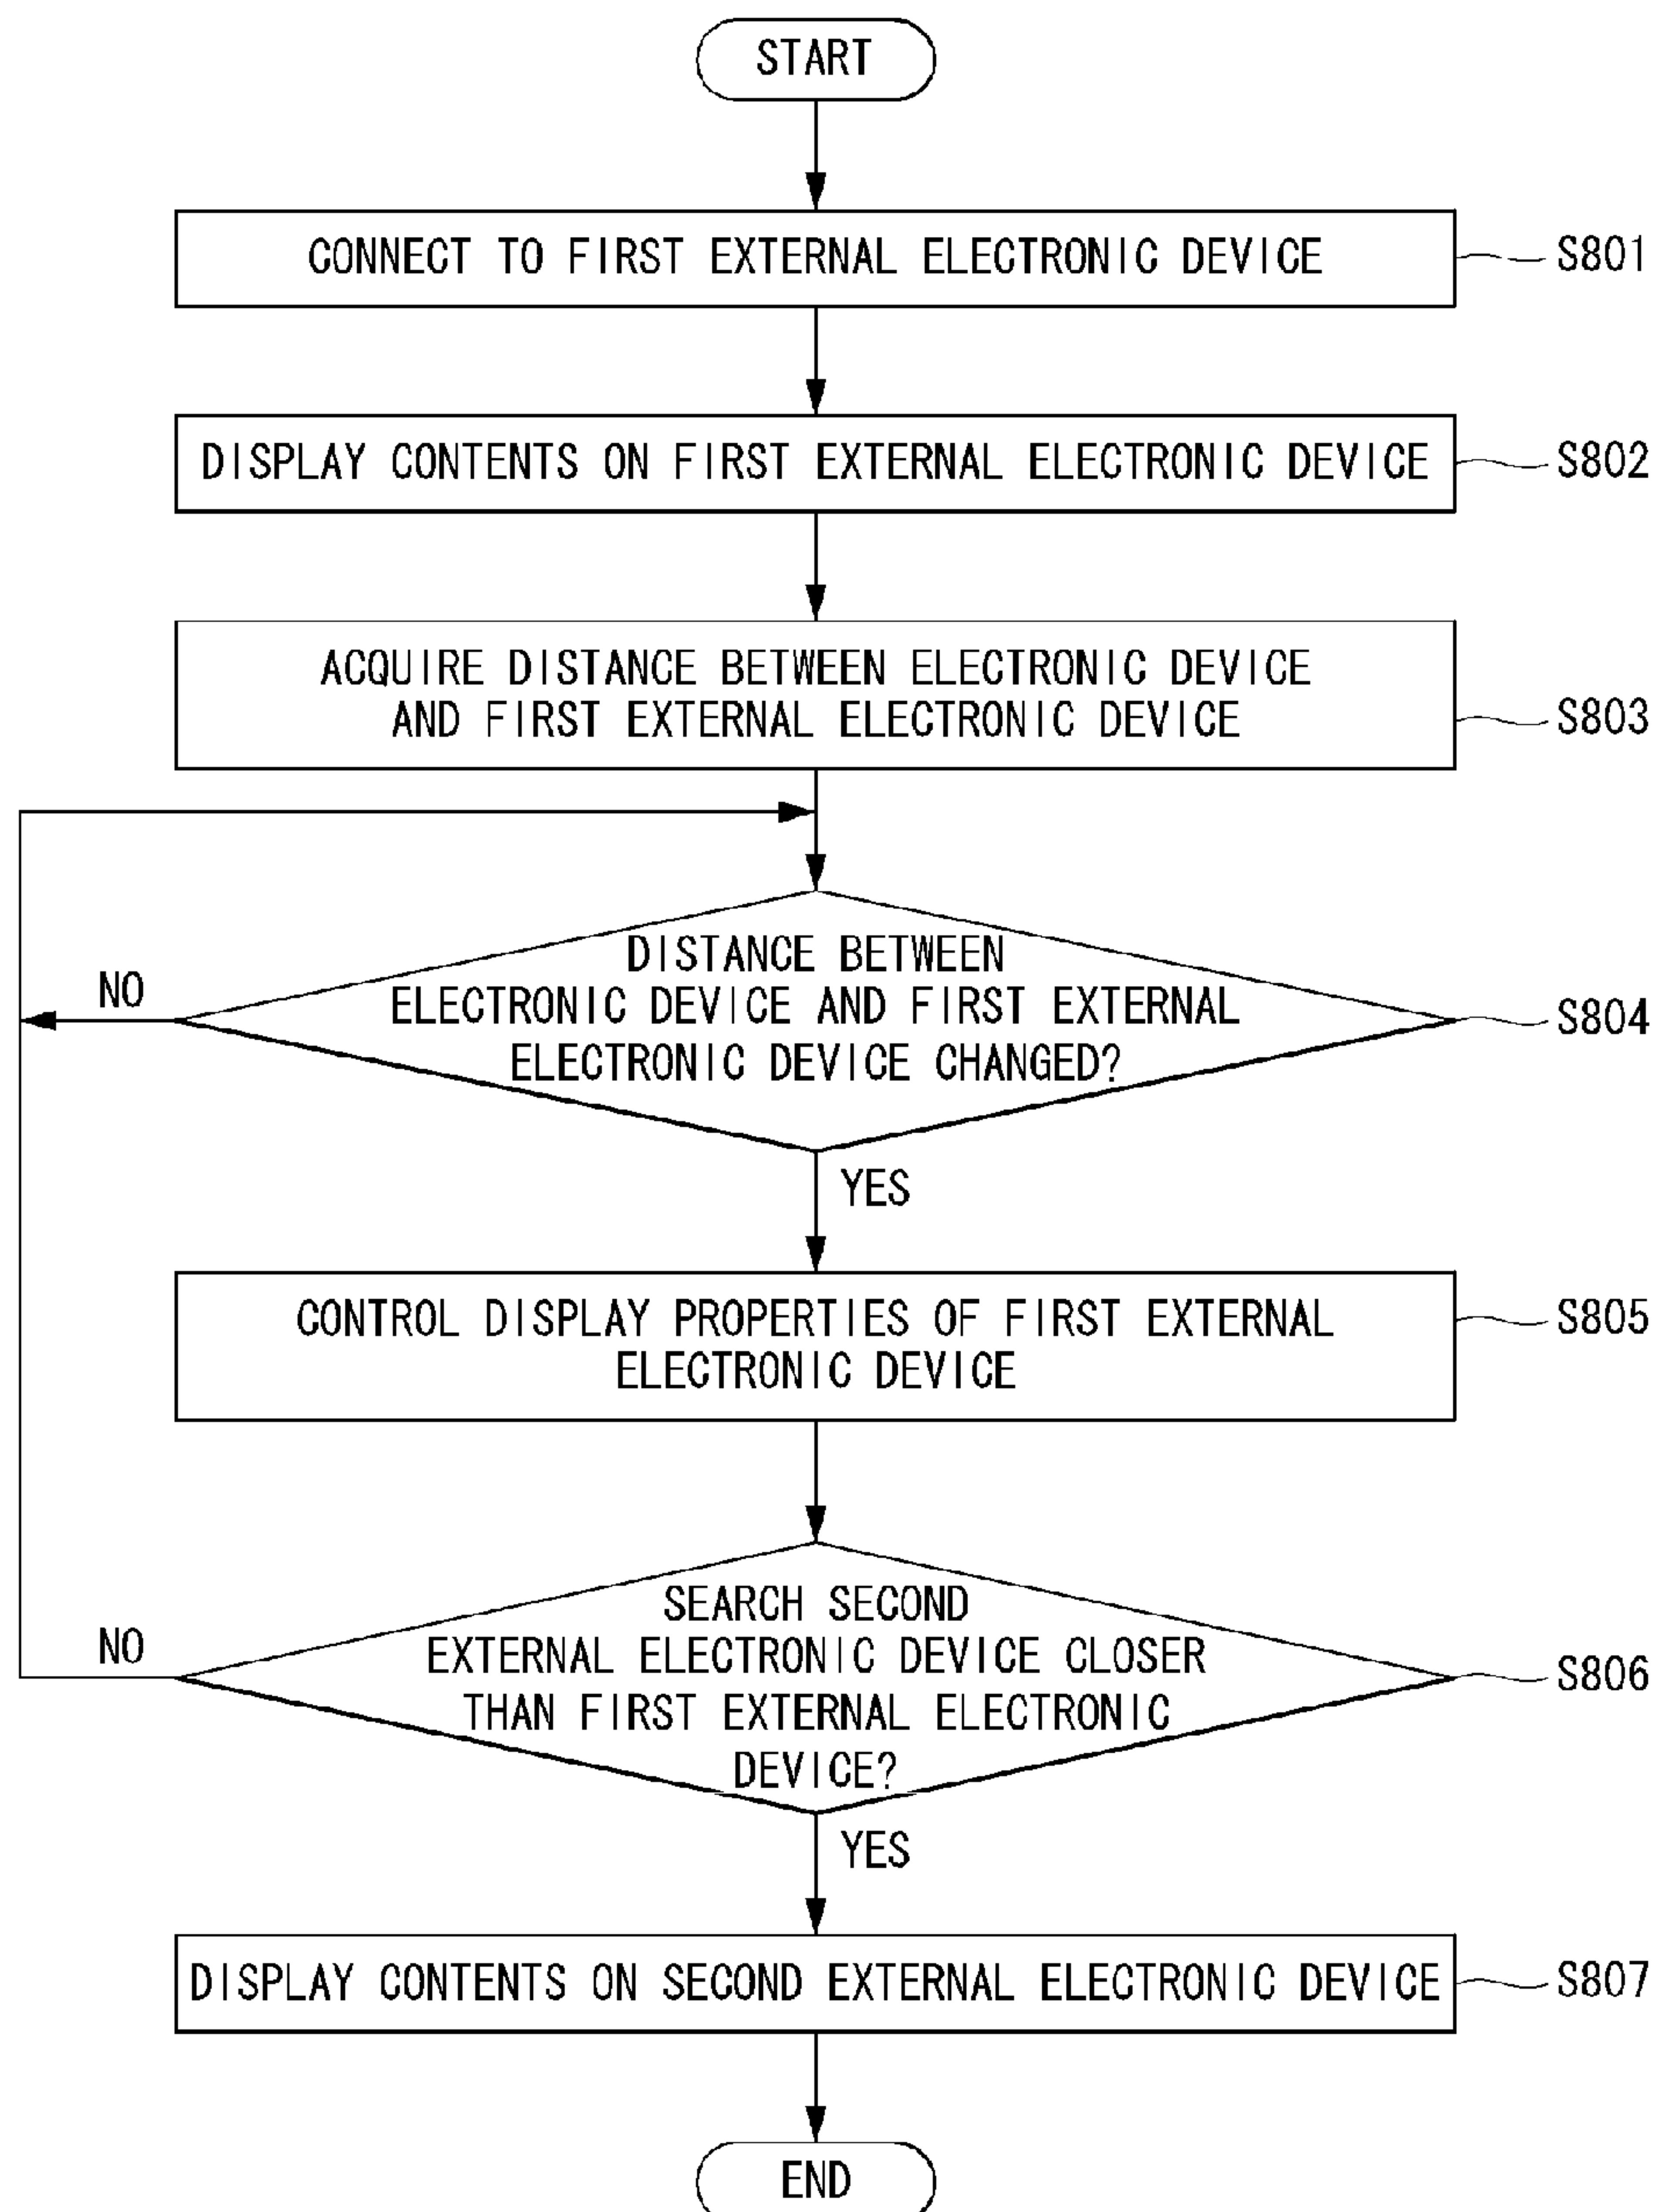 START
CONNECT TO FIRST EXTERNAL ELECTRONIC DEVICE
S801
DISPLAY CONTENTS ON FIRST EXTERNAL ELECTRONIC DEVICE
S802
ACQUIRE DISTANCE BETWEEN ELECTRONIC DEVICE
AND FIRST EXTERNAL ELECTRONIC DEVICE
S803
DISTANCE BETWEEN
ELECTRONIC DEVICE AND FIRST EXTERNAL
ELECTRONIC DEVICE CHANGED?
S804
NO
YES
CONTROL DISPLAY PROPERTIES OF FIRST EXTERNAL
ELECTRONIC DEVICE
S805
SEARCH SECOND
EXTERNAL ELECTRONIC DEVICE CLOSER
THAN FIRST EXTERNAL ELECTRONIC
DEVICE?
S806
NO
YES
DISPLAY CONTENTS ON SECOND EXTERNAL ELECTRONIC DEVICE
S807
END